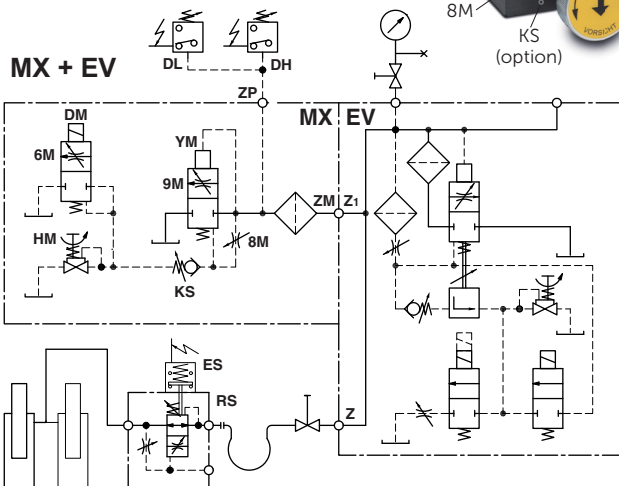 8M
KS
(option)
VORSICHT
DL
DH
MX + EV
ZP
MX
EV
DM
6M
YM
9M
ZM
Z1
HM
8M
KS
ES
RS
Z